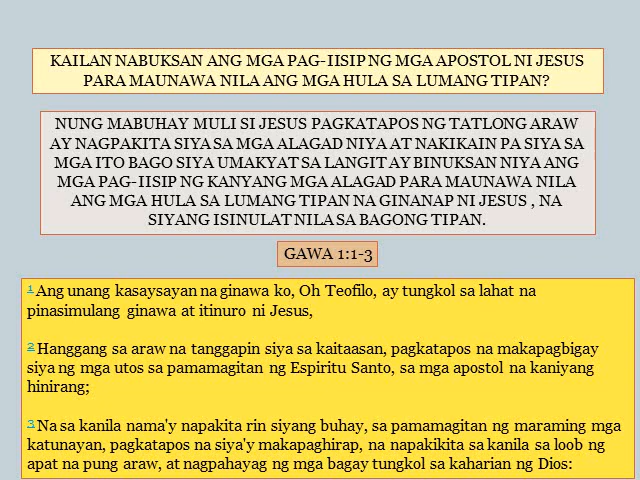 KAILAN NABUKSAN ANG MGA PAG-IISIP NG MGA APOSTOL NI JESUS
PARA MAUNAWA NILA ANG MGA HULA SA LUMANG TIPAN?
NUNG MABUHAY MULI SI JESUS PAGKATAPOS NG TATLONG ARAW
AY NAGPAKITA SIYA SA MGA ALAGAD NIYA AT NAKIKAIN PA SIYA SA
MGA ITO BAGO SIYA UMAKYAT SA LANGIT AY BINUKSAN NIYA ANG
MGA PAG-IISIP NG KANYANG MGA ALAGAD PARA MAUNAWA NILA
ANG MGA HULA SA LUMANG TIPAN NA GINANAP NI JESUS , NA
SIYANG ISINULAT NILA SA BAGONG TIPAN.
GAWA 1:1-3
1 Ang unang kasaysayan na ginawa ko, Oh Teofilo, ay tungkol sa lahat na
pinasimulang ginawa at itinuro ni Jesus,
2 Hanggang sa araw na tanggapin siya sa kaitaasan, pagkatapos na makapagbigay
siya ng mga utos sa pamamagitan ng Espiritu Santo, sa mga apostol na kaniyang
hinirang;
3 Na sa kanila nama'y napakita rin siyang buhay, sa pamamagitan ng maraming mga
katunayan, pagkatapos na siya'y makapaghirap, na napakikita sa kanila sa loob ng
apat na pung araw, at nagpahayag ng mga bagay tungkol sa kaharian ng Dios: